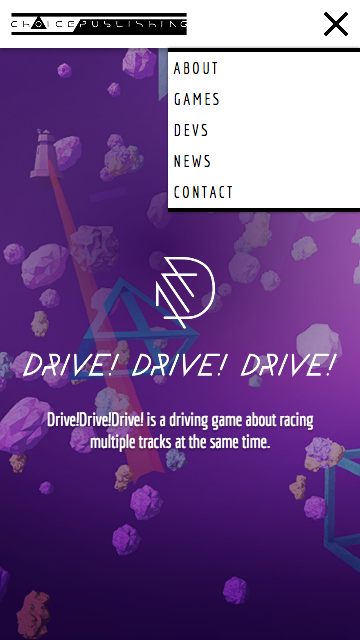 CHOICEPUBLISHING
ABOUT
GAMES
DEVS
NEWS
CONTACT
DRIVE! DRIVE! DRIVE!
Drive!Drive!Drive! is a driving game about racing
multiple tracks at the same time.